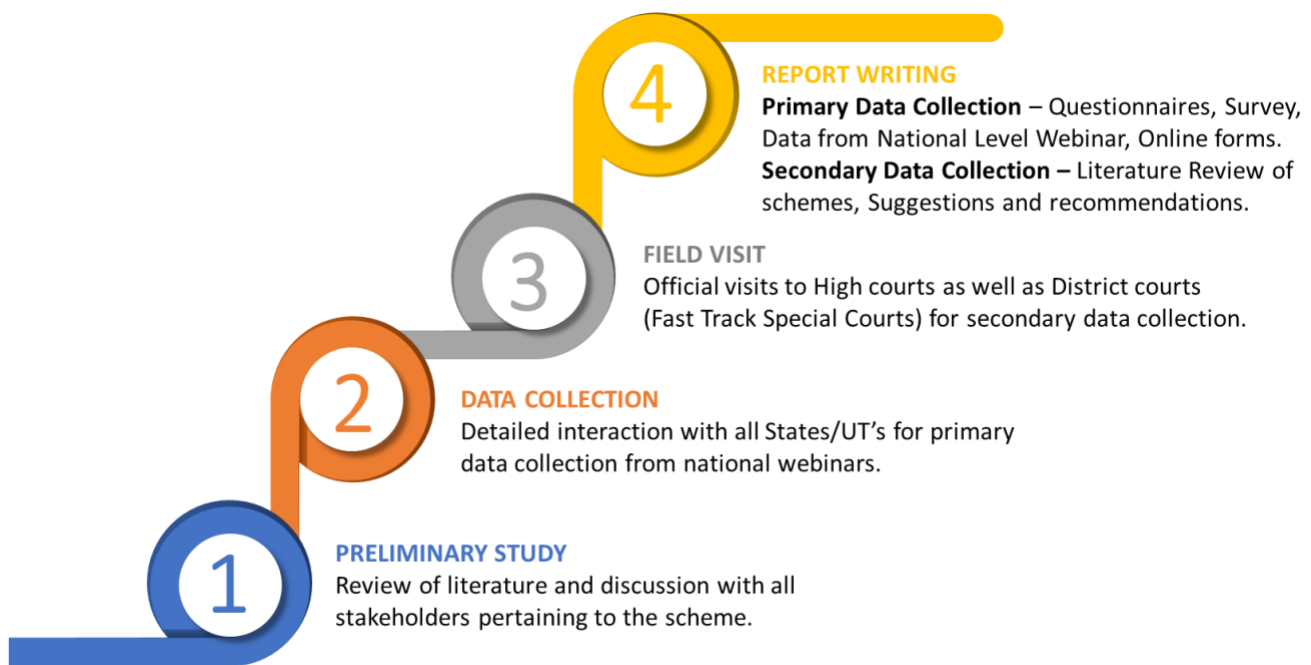 4
REPORT WRITING
Primary Data Collection – Questionnaires, Survey,
Data from National Level Webinar, Online forms.
Secondary Data Collection – Literature Review of
schemes, Suggestions and recommendations.
3
FIELD VISIT
Official visits to High courts as well as District courts
(Fast Track Special Courts) for secondary data collection.
2
DATA COLLECTION
Detailed interaction with all States/UT’s for primary
data collection from national webinars.
1
PRELIMINARY STUDY
Review of literature and discussion with all
stakeholders pertaining to the scheme.